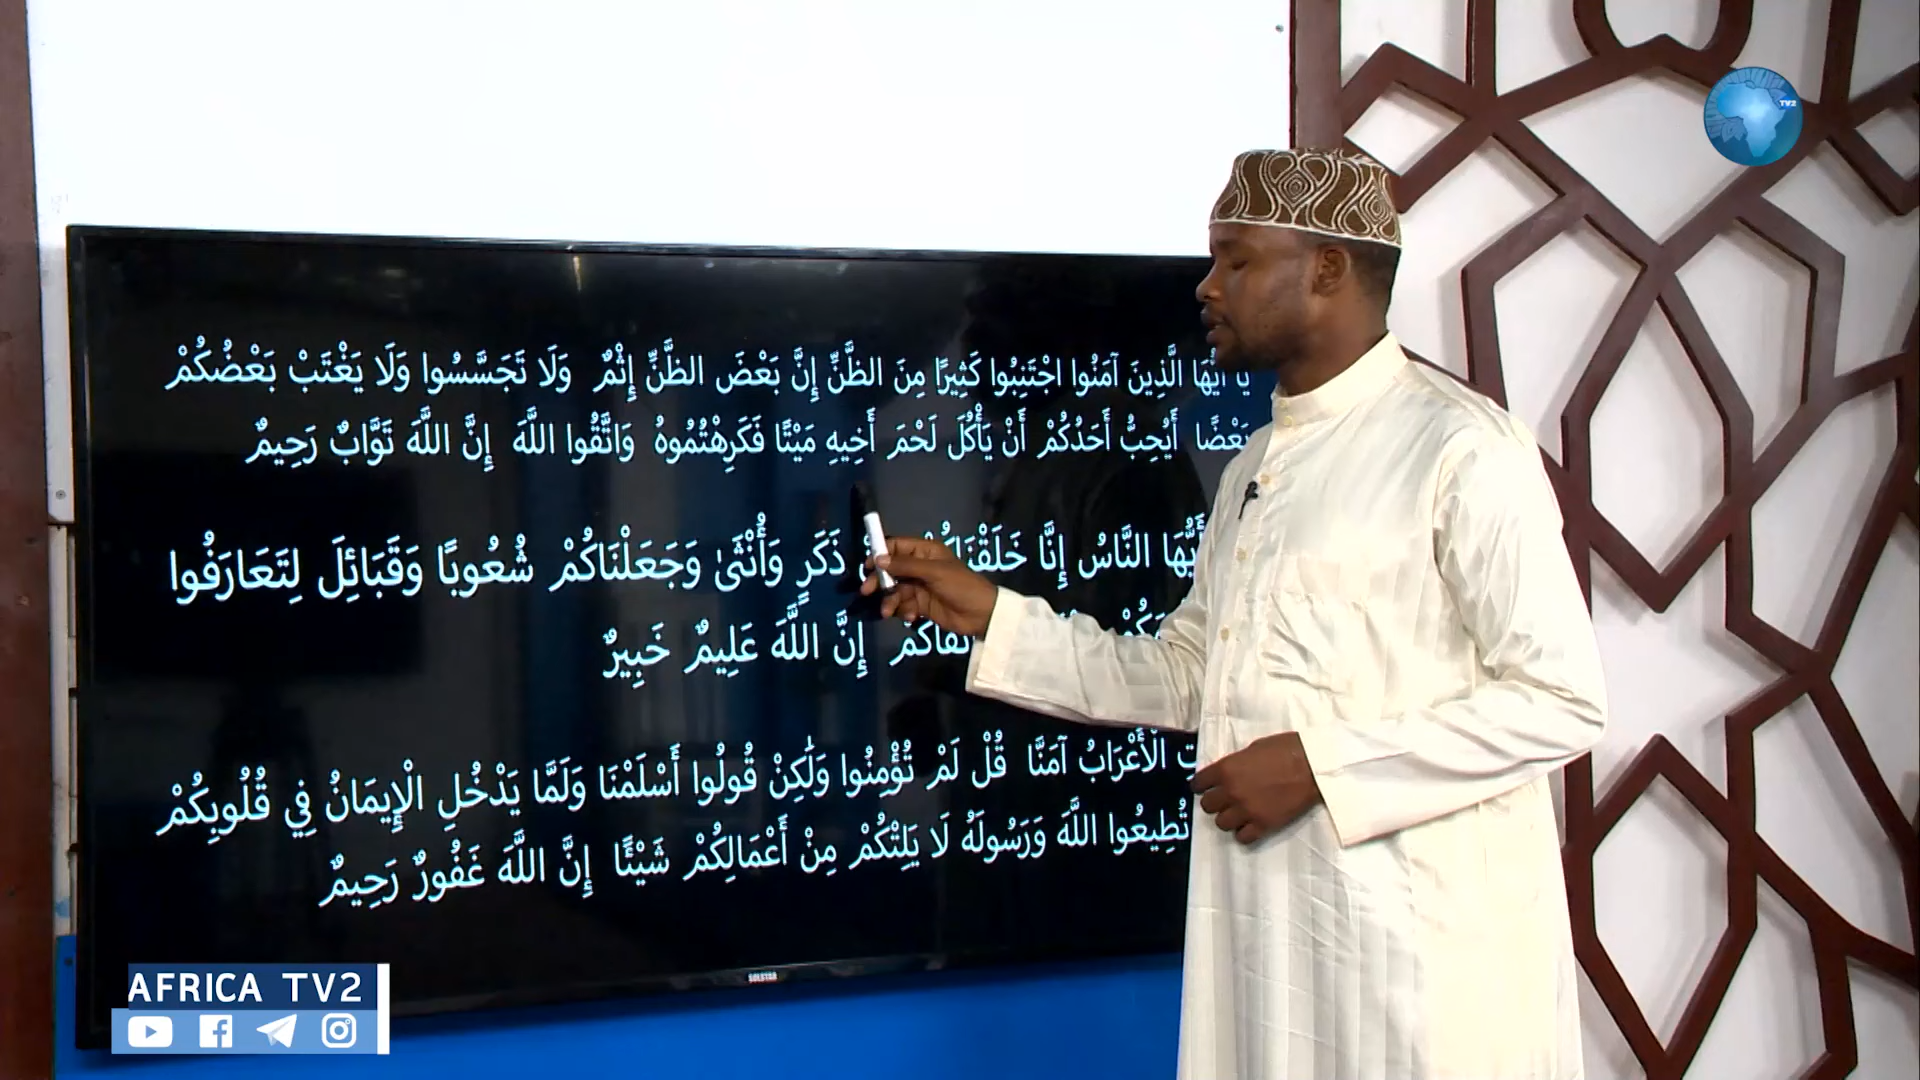 يَا أَيُّهَا الَّذِينَ آمَنُوا اجْتَنِبُوا كَثِيرًا مِنَ الظَّنِّ إِنَّ بَعْضَ الظَّنِّ إِثْمٌ وَلَا تَجَسَّسُوا وَلَا يَغْتَبْ بَعْضُكُمْ
بَعْضًا أَيُحِبُّ أَحَدُكُمْ أَنْ يَأْكُلَ لَحْمَ أَخِيهِ مَيْتًا فَكَرِهْتُمُوهُ وَاتَّقُوا اللَّهَ إِنَّ اللَّهَ تَوَّابٌ رَحِيمٌ
أَيُّهَا النَّاسُ إِنَّا خَلَقْنَاكُمْ ذَكَرٍ وَأُنْثَىٰ وَجَعَلْنَاكُمْ شُعُوبًا وَقَبَائِلَ لِتَعَارَفُوا
إِنَّ اللَّهَ عَلِيمٌ خَبِيرٌ
الْأَعْرَابُ آمَنَّا قُلْ لَمْ تُؤْمِنُوا وَلَٰكِنْ قُولُوا أَسْلَمْنَا وَلَمَّا يَدْخُلِ الْإِيمَانُ فِي قُلُوبِكُمْ
تُطِيعُوا اللَّهَ وَرَسُولَهُ لَا يَلِتْكُمْ مِنْ أَعْمَالِكُمْ شَيْئًا إِنَّ اللَّهَ غَفُورٌ رَحِيمٌ
SOLSTAR
TV2
AFRICA TV2